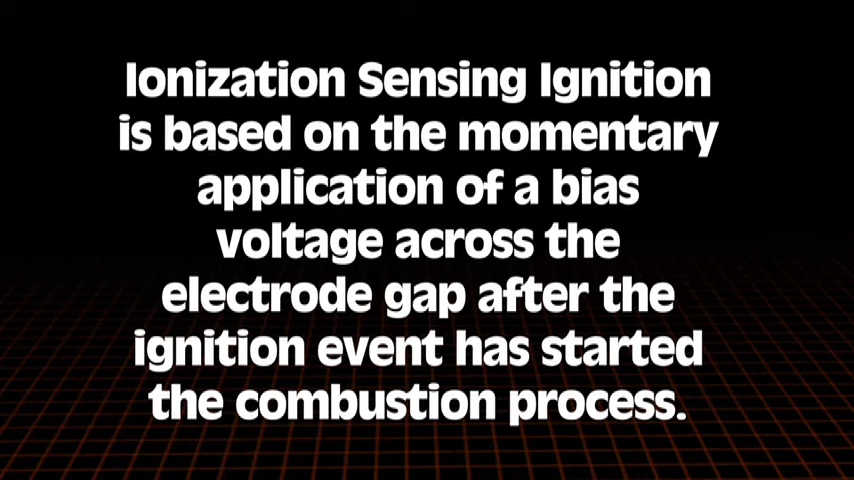 Ionization Sensing Ignition
is based on the momentary
application of a bias
voltage across the
electrode gap after the
ignition event has started
the combustion process.